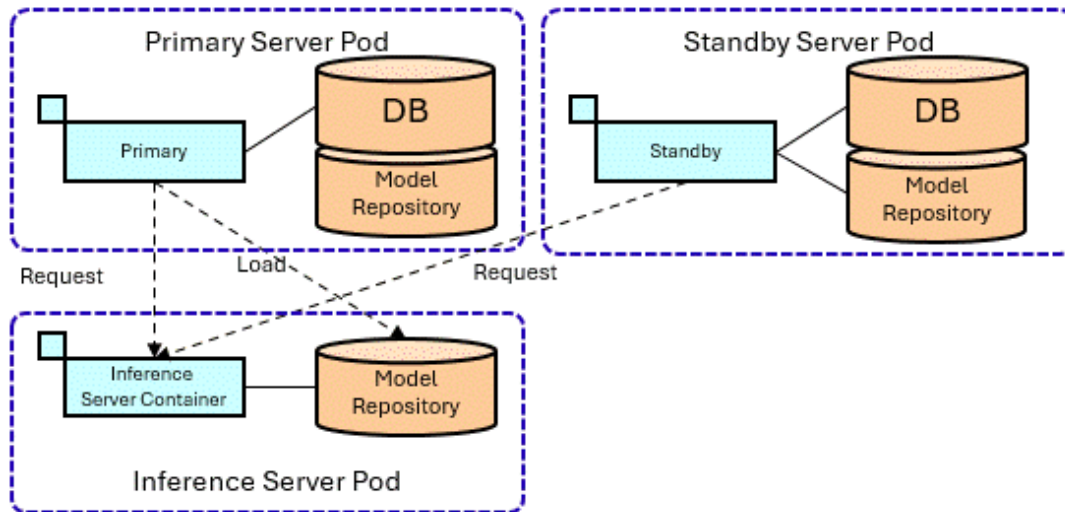 Primary Server Pod
Standby Server Pod
DB
DB
Primary
Standby
Model
Repository
Model
Repository
Request
Load
Request
Inference
Server Container
Model
Repository
Inference Server Pod